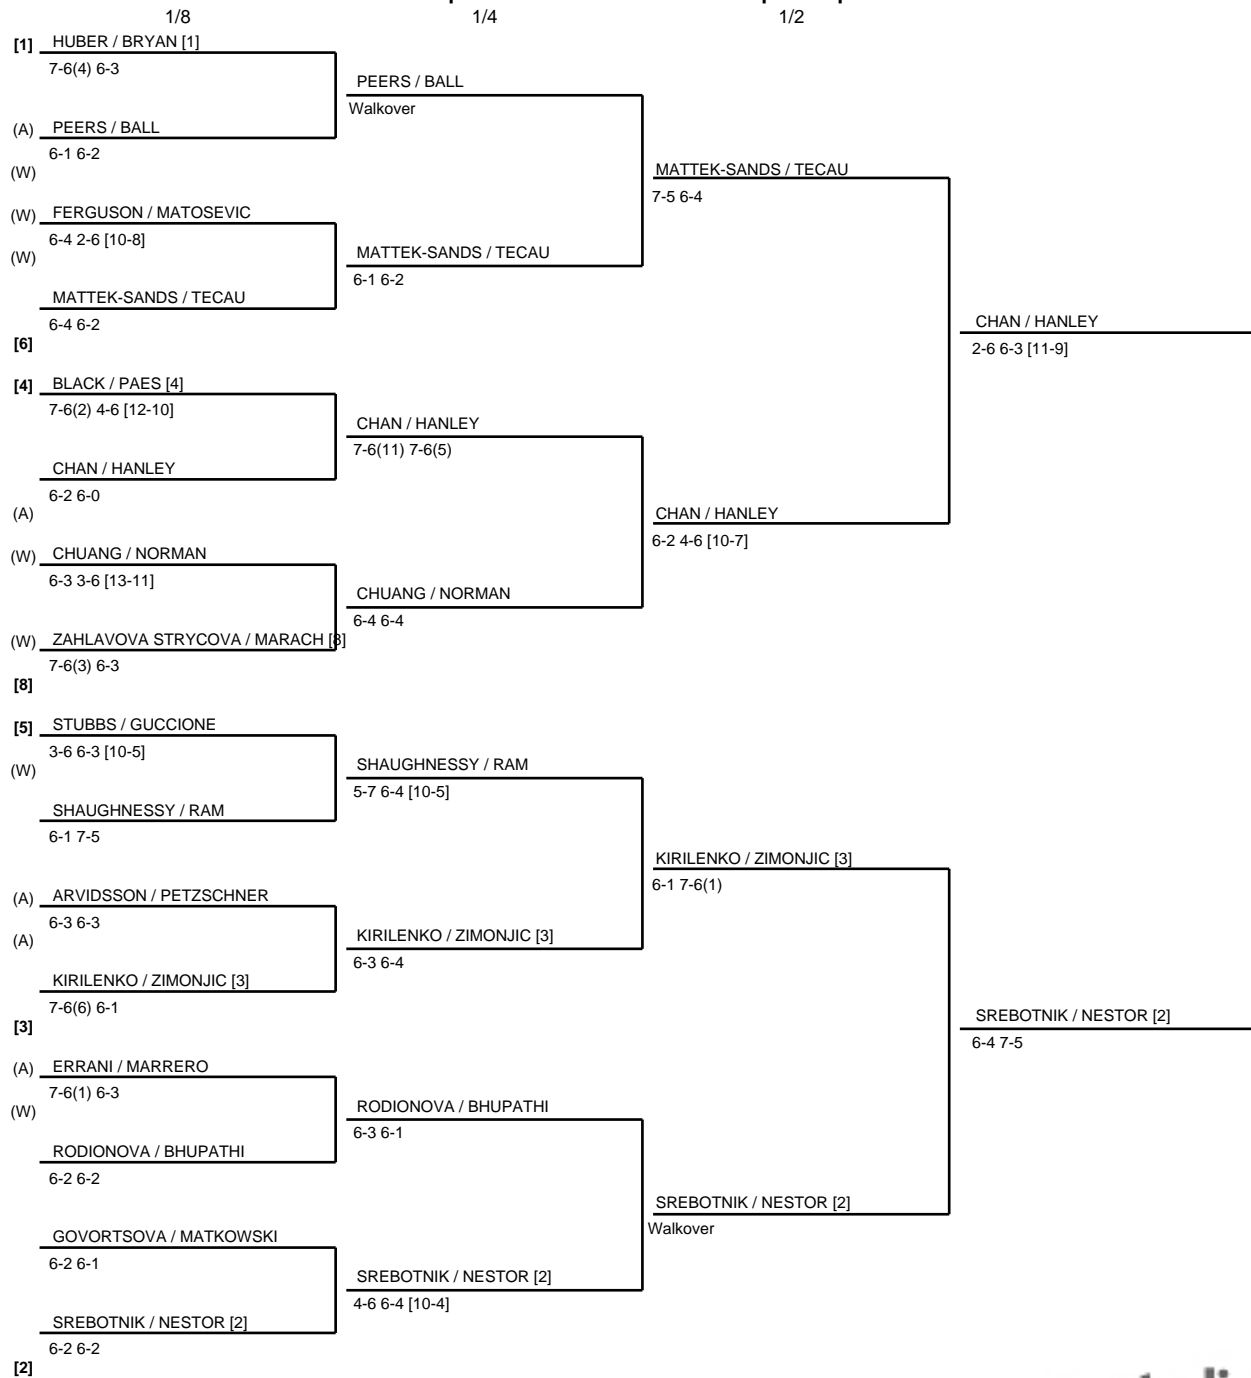 1/8 1/4 1/2
[1] HUBER / BRYAN [1]
7-6(4) 6-3
PEERS / BALL
Walkover
(A) PEERS / BALL
6-1 6-2
(W)
MATTEK-SANDS / TECAU
7-5 6-4
(W) FERGUSON / MATOSEVIC
6-4 2-6 [10-8]
(W)
MATTEK-SANDS / TECAU
6-1 6-2
MATTEK-SANDS / TECAU
6-4 6-2
[6]
CHAN / HANLEY
2-6 6-3 [11-9]
[4] BLACK / PAES [4]
7-6(2) 4-6 [12-10]
CHAN / HANLEY
7-6(11) 7-6(5)
CHAN / HANLEY
6-2 6-0
(A)
CHAN / HANLEY
6-2 4-6 [10-7]
(W) CHUANG / NORMAN
6-3 3-6 [13-11]
CHUANG / NORMAN
6-4 6-4
(W) ZAHLAVOVA STRYCOVA / MARACH [8]
7-6(3) 6-3
[8]
[5] STUBBS / GUCCIONE
3-6 6-3 [10-5]
(W)
SHAUGHNESSY / RAM
5-7 6-4 [10-5]
SHAUGHNESSY / RAM
6-1 7-5
KIRILENKO / ZIMONJIC [3]
6-1 7-6(1)
(A) ARVIDSSON / PETZSCHNER
6-3 6-3
(A)
KIRILENKO / ZIMONJIC [3]
6-3 6-4
KIRILENKO / ZIMONJIC [3]
7-6(6) 6-1
[3]
SREBOTNIK / NESTOR [2]
6-4 7-5
(A) ERRANI / MARRERO
7-6(1) 6-3
(W)
RODIONOVA / BHUPATHI
6-3 6-1
RODIONOVA / BHUPATHI
6-2 6-2
SREBOTNIK / NESTOR [2]
Walkover
GOVORTSOVA / MATKOWSKI
6-2 6-1
SREBOTNIK / NESTOR [2]
4-6 6-4 [10-4]
SREBOTNIK / NESTOR [2]
6-2 6-2
[2]